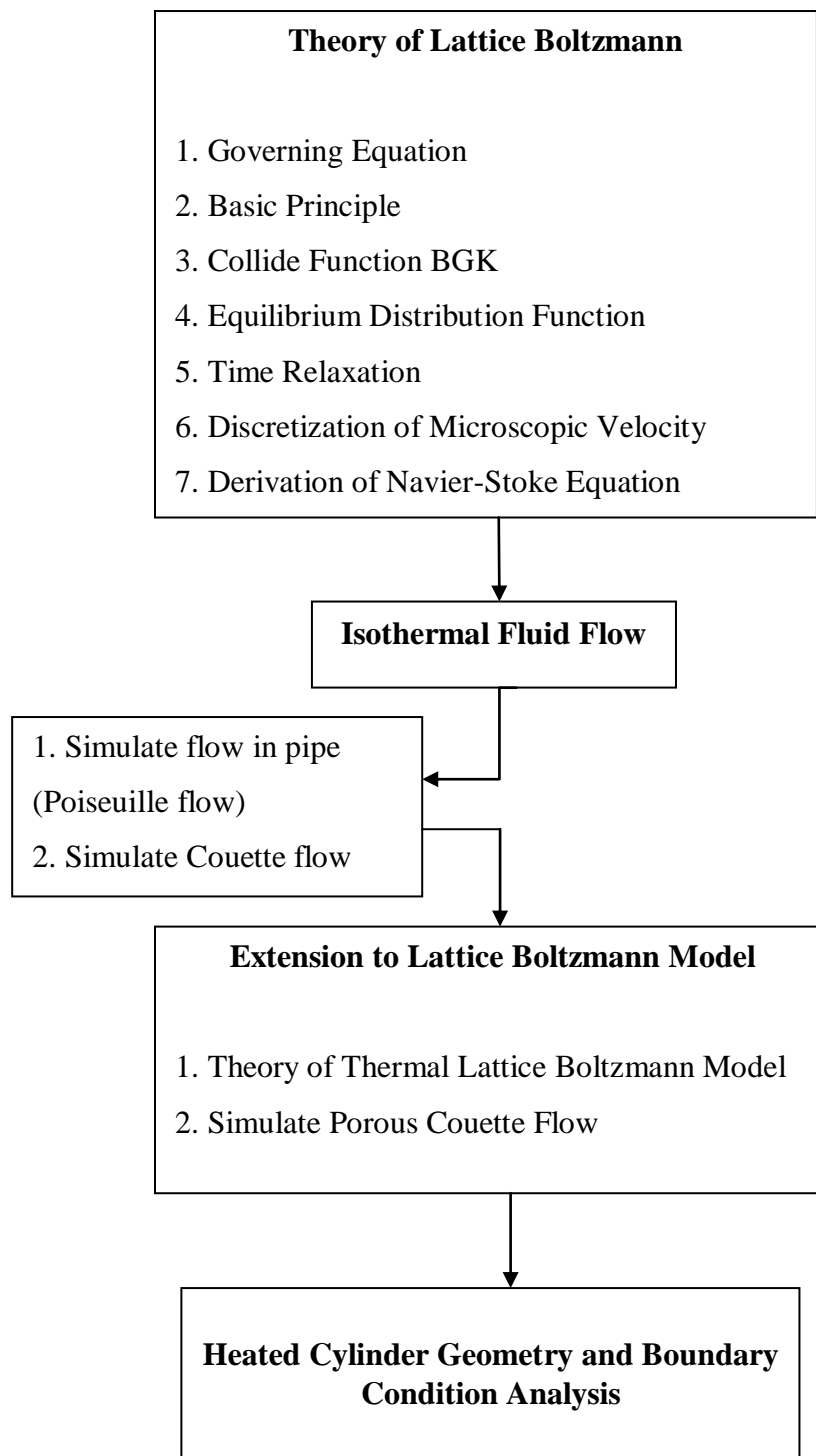 Theory of Lattice Boltzmann
1. Governing Equation
2. Basic Principle
3. Collide Function BGK
4. Equilibrium Distribution Function
5. Time Relaxation
6. Discretization of Microscopic Velocity
7. Derivation of Navier-Stoke Equation
Isothermal Fluid Flow
1. Simulate flow in pipe
(Poiseuille flow)
2. Simulate Couette flow
Extension to Lattice Boltzmann Model
1. Theory of Thermal Lattice Boltzmann Model
2. Simulate Porous Couette Flow
Heated Cylinder Geometry and Boundary
Condition Analysis